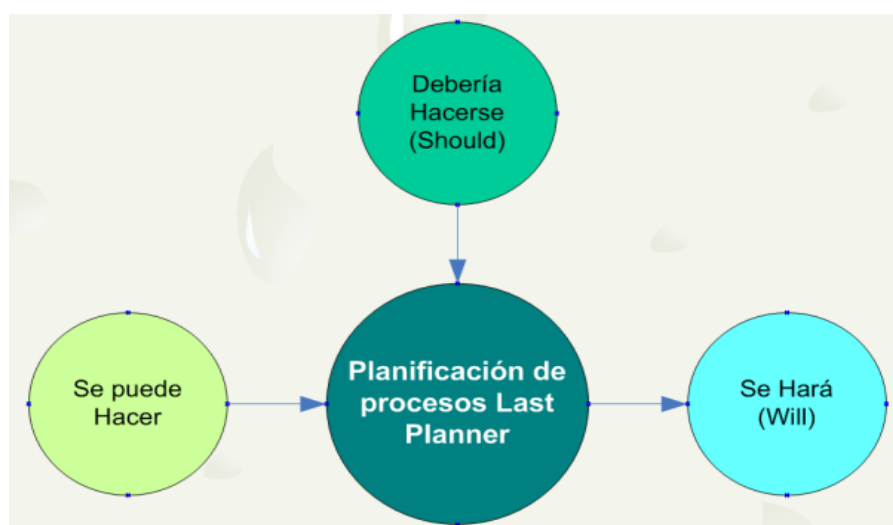 Debería
Hacerse
(Should)
Se puede
Hacer
Planificación de
procesos Last
Planner
Se Hará
(Will)